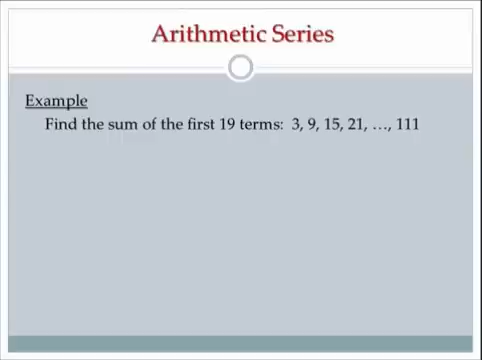 Arithmetic Series
Example
Find the sum of the first 19 terms: 3, 9, 15, 21, …, 111